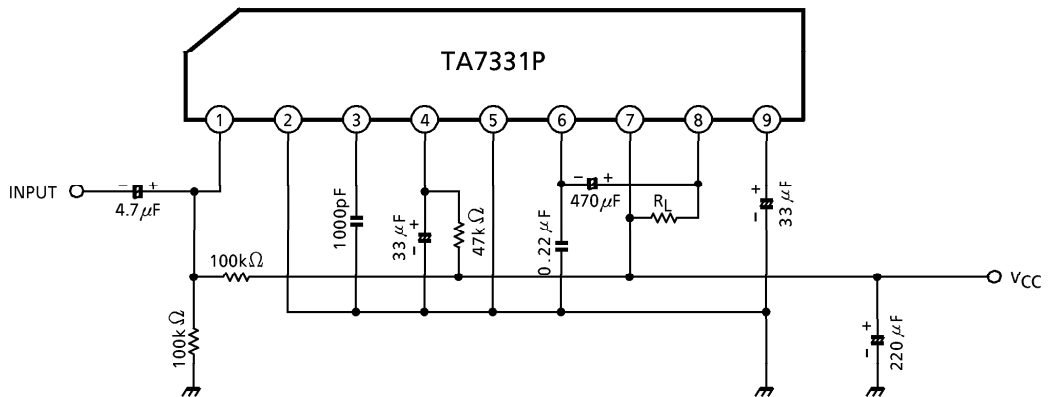 TA7331P
1 2 3 4 5 6 7 8 9
INPUT
− +
4.7μF
1000pF
33μF
+
−
47kΩ
− +
470μF
0.22μF
RL
+
−
33μF
100kΩ
VCC
100kΩ
+
−
220μF